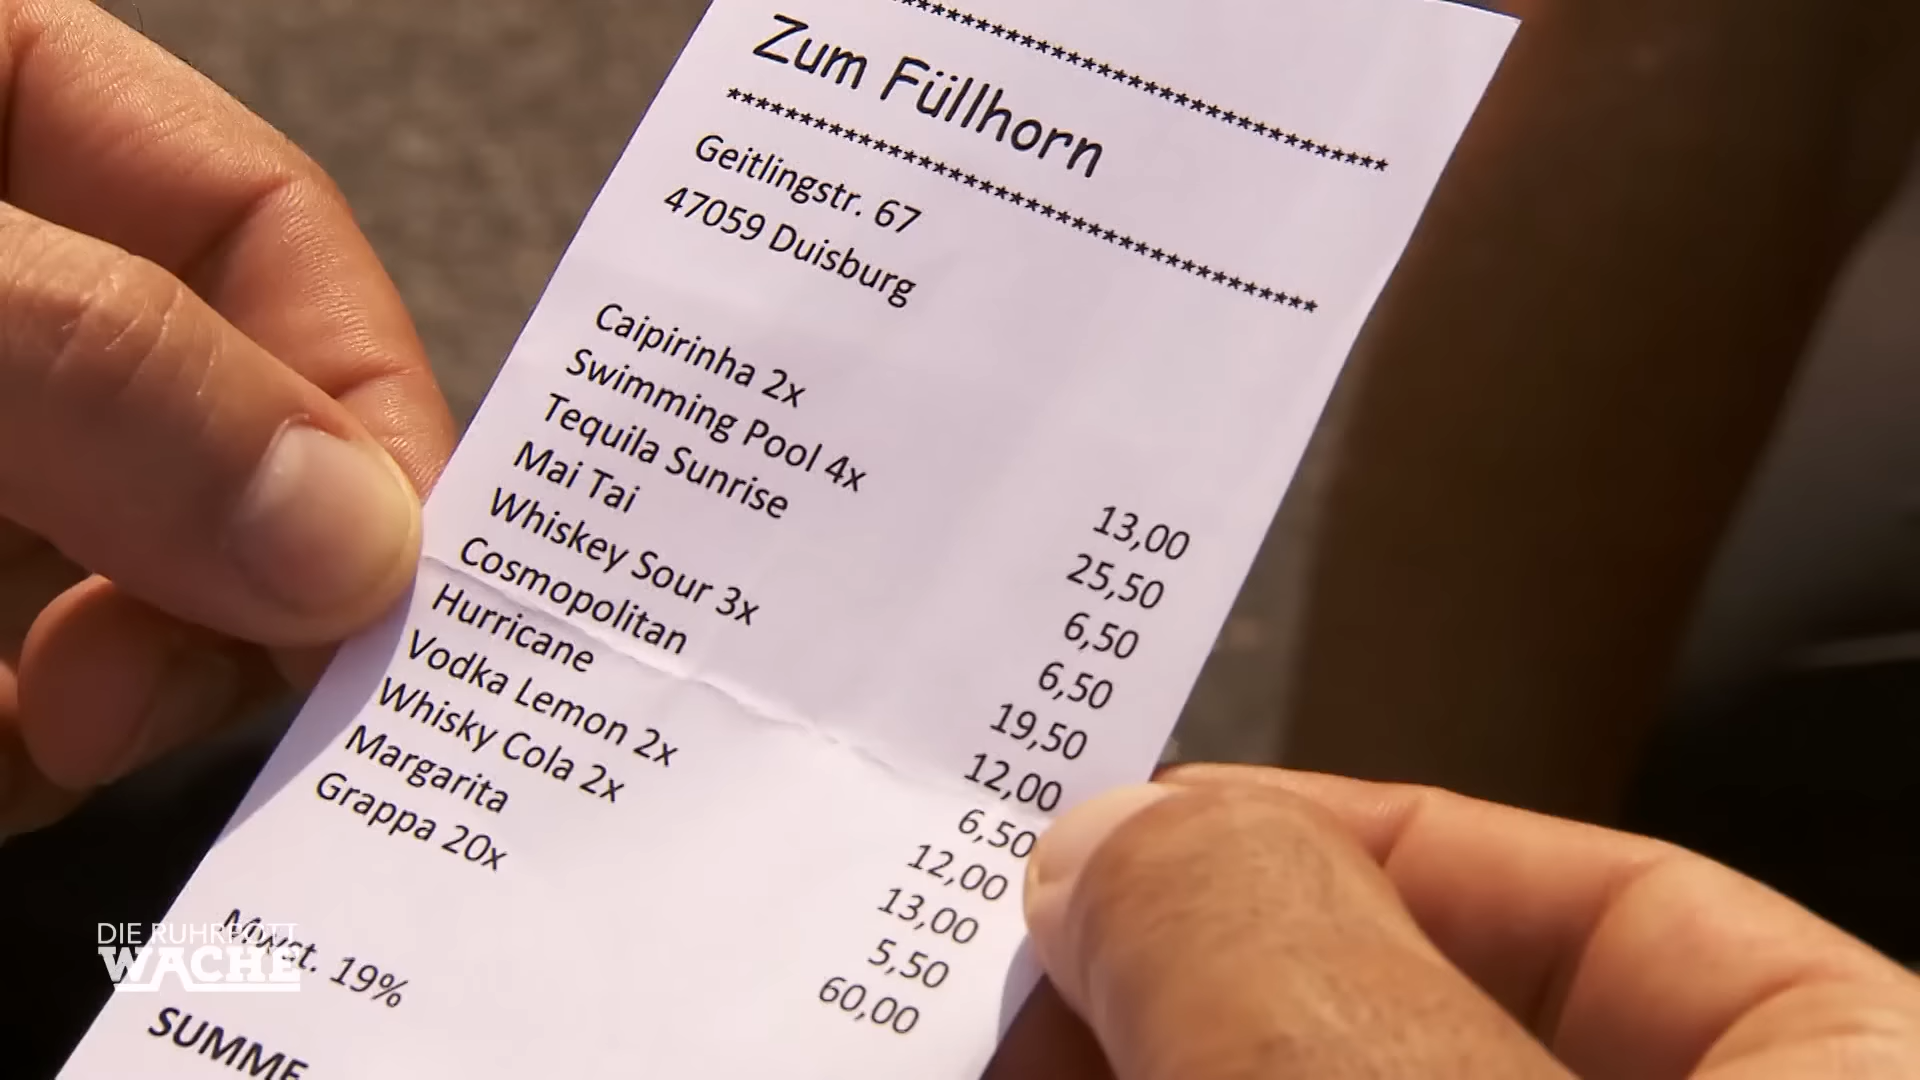 ******************************************
Zum Füllhorn
******************************************
Geitlingstr. 67
47059 Duisburg
Caipirinha 2x 13,00
Swimming Pool 4x 25,50
Tequila Sunrise 6,50
Mai Tai 6,50
Whiskey Sour 3x 19,50
Cosmopolitan 12,00
Hurricane 6,50
Vodka Lemon 2x 12,00
Whisky Cola 2x 13,00
Margarita 5,50
Grappa 20x 60,00
Mwst. 19%
SUMME
DIE RUHRPOTT
WACHE